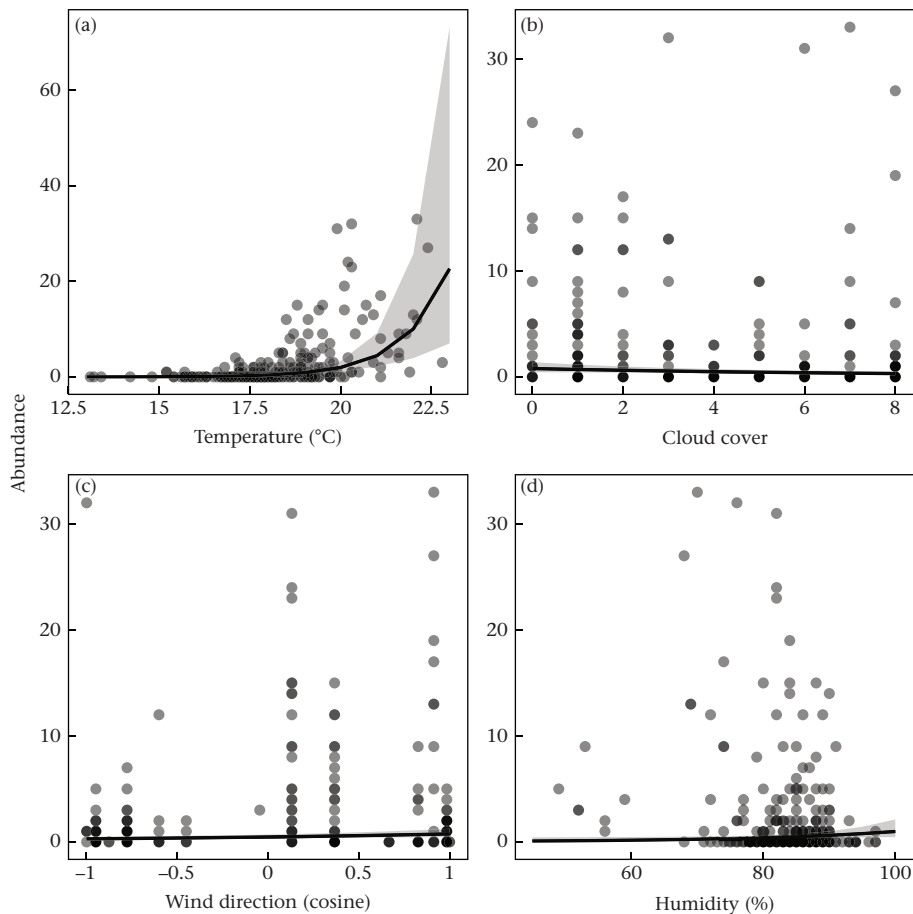 (a)
60
40
20
0
12.5 15 17.5 20 22.5
Temperature (°C)
(b)
30
20
10
0
0 2 4 6 8
Cloud cover
Abundance
(c)
30
20
10
0
−1 −0.5 0 0.5 1
Wind direction (cosine)
(d)
30
20
10
0
60 80 100
Humidity (%)